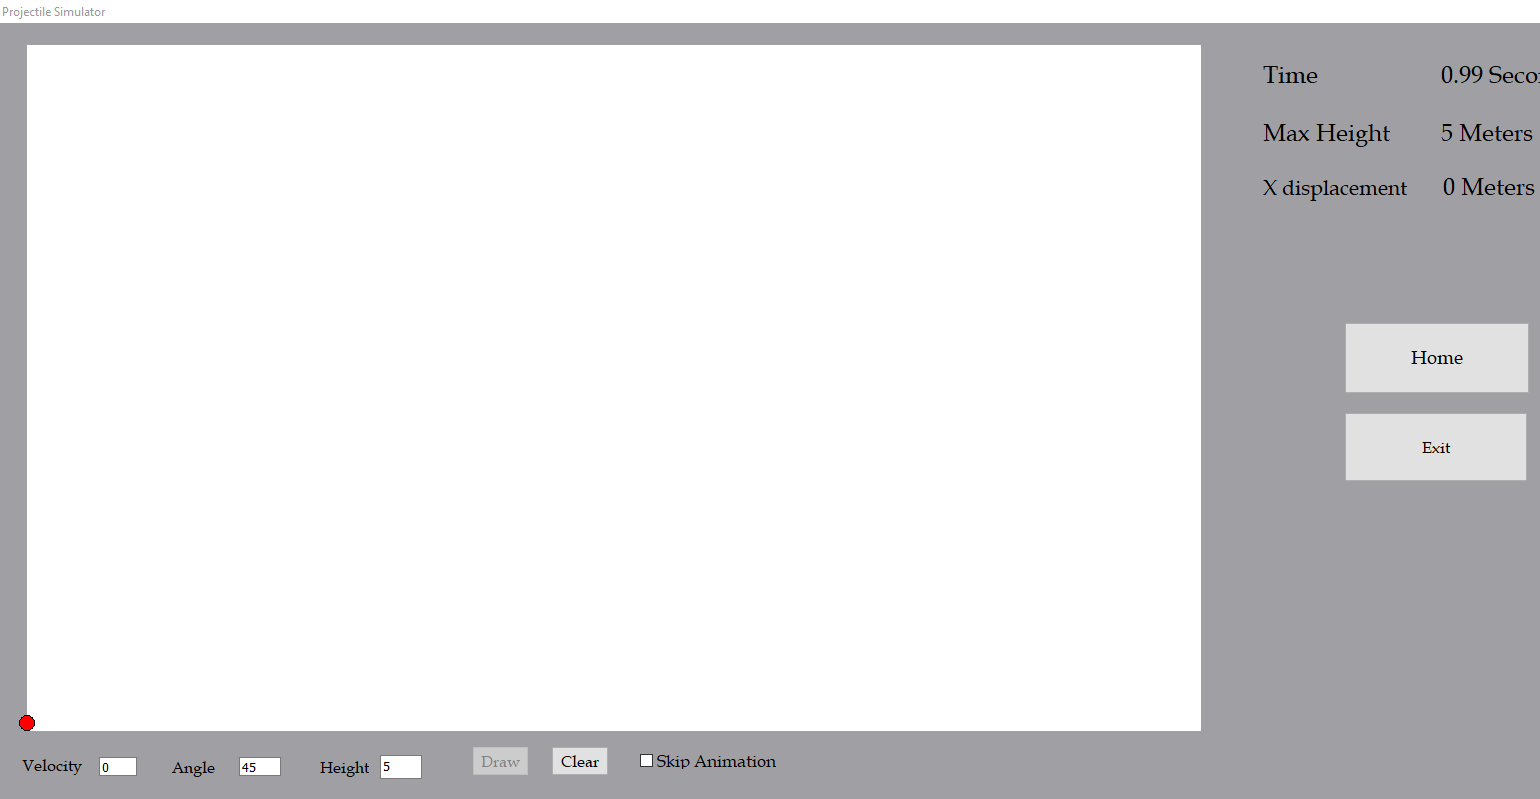 Projectile Simulator
Time 0.99 Seco
Max Height 5 Meters
X displacement 0 Meters
Home
Exit
Velocity 0 Angle 45 Height 5 Draw Clear Skip Animation